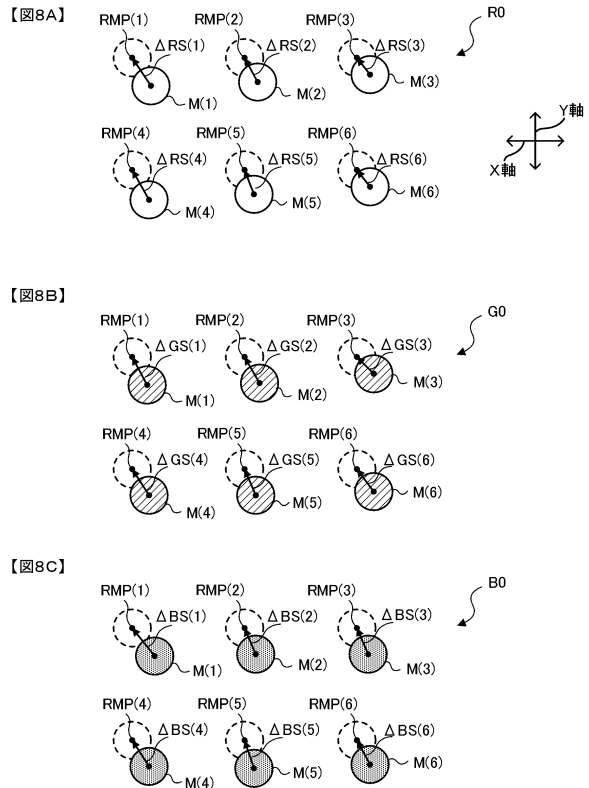 【図8A】
R0
RMP(1) RMP(2) RMP(3)
ΔRS(1) ΔRS(2) ΔRS(3)
M(1) M(2) M(3)
Y軸
X軸
RMP(4) RMP(5) RMP(6)
ΔRS(4) ΔRS(5) ΔRS(6)
M(4) M(5) M(6)
【図8B】
G0
RMP(1) RMP(2) RMP(3)
ΔGS(1) ΔGS(2) ΔGS(3)
M(1) M(2) M(3)
RMP(4) RMP(5) RMP(6)
ΔGS(4) ΔGS(5) ΔGS(6)
M(4) M(5) M(6)
【図8C】
B0
RMP(1) RMP(2) RMP(3)
ΔBS(1) ΔBS(2) ΔBS(3)
M(1) M(2) M(3)
RMP(4) RMP(5) RMP(6)
ΔBS(4) ΔBS(5) ΔBS(6)
M(4) M(5) M(6)